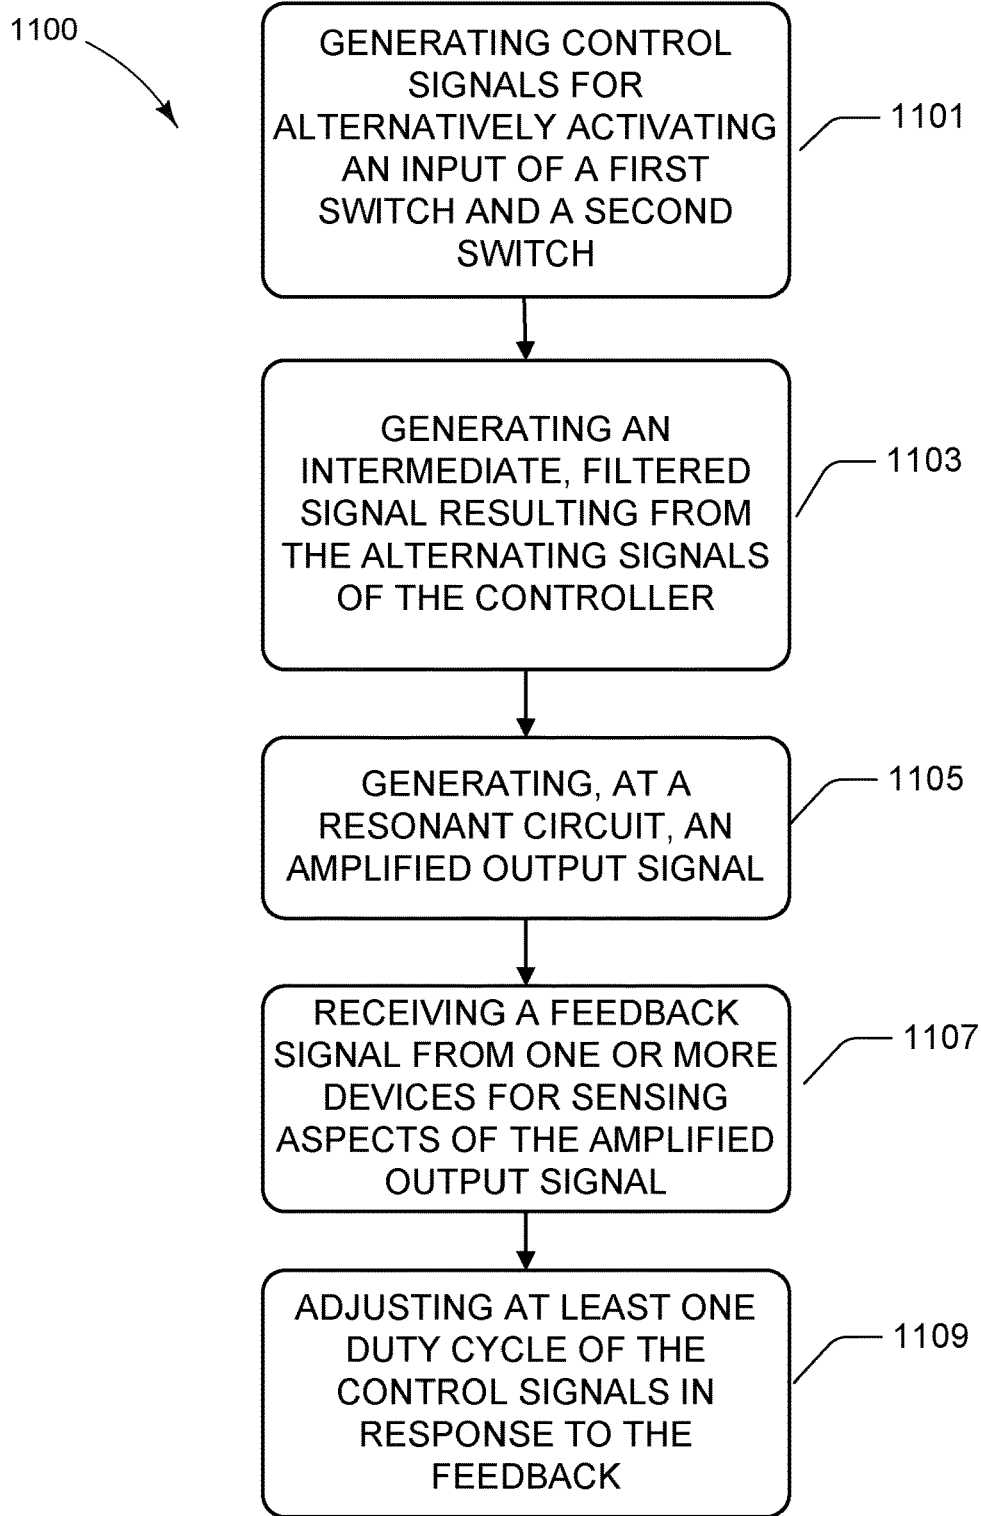 1100
GENERATING CONTROL
SIGNALS FOR
ALTERNATIVELY ACTIVATING
AN INPUT OF A FIRST
SWITCH AND A SECOND
SWITCH
1101
GENERATING AN
INTERMEDIATE, FILTERED
SIGNAL RESULTING FROM
THE ALTERNATING SIGNALS
OF THE CONTROLLER
1103
GENERATING, AT A
RESONANT CIRCUIT, AN
AMPLIFIED OUTPUT SIGNAL
1105
RECEIVING A FEEDBACK
SIGNAL FROM ONE OR MORE
DEVICES FOR SENSING
ASPECTS OF THE AMPLIFIED
OUTPUT SIGNAL
1107
ADJUSTING AT LEAST ONE
DUTY CYCLE OF THE
CONTROL SIGNALS IN
RESPONSE TO THE
FEEDBACK
1109